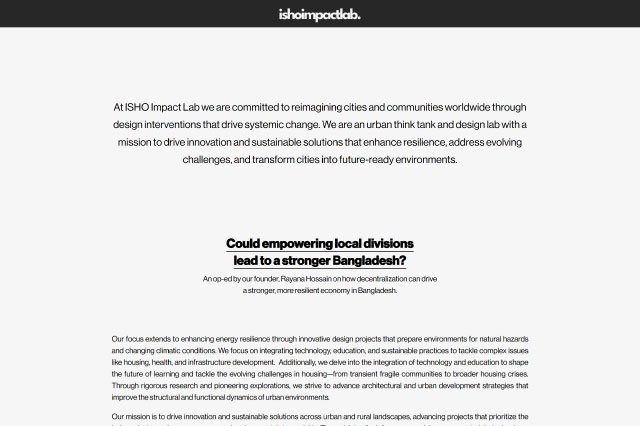 ishoimpactlab.
At ISHO Impact Lab we are committed to reimagining cities and communities worldwide through
design interventions that drive systemic change. We are an urban think tank and design lab with a
mission to drive innovation and sustainable solutions that enhance resilience, address evolving
challenges, and transform cities into future-ready environments.
Could empowering local divisions
lead to a stronger Bangladesh?
An op-ed by our founder, Rayana Hossain on how decentralization can drive
a stronger, more resilient economy in Bangladesh.
Our focus extends to enhancing energy resilience through innovative design projects that prepare environments for natural hazards
and changing climatic conditions. We focus on integrating technology, education, and sustainable practices to tackle complex issues
like housing, health, and infrastructure development. Additionally, we delve into the integration of technology and education to shape
the future of learning and tackle the evolving challenges in housing—from transient fragile communities to broader housing crises.
Through rigorous research and pioneering explorations, we strive to advance architectural and urban development strategies that
improve the structural and functional dynamics of urban environments.
Our mission is to drive innovation and sustainable solutions across urban and rural landscapes, advancing projects that prioritize the